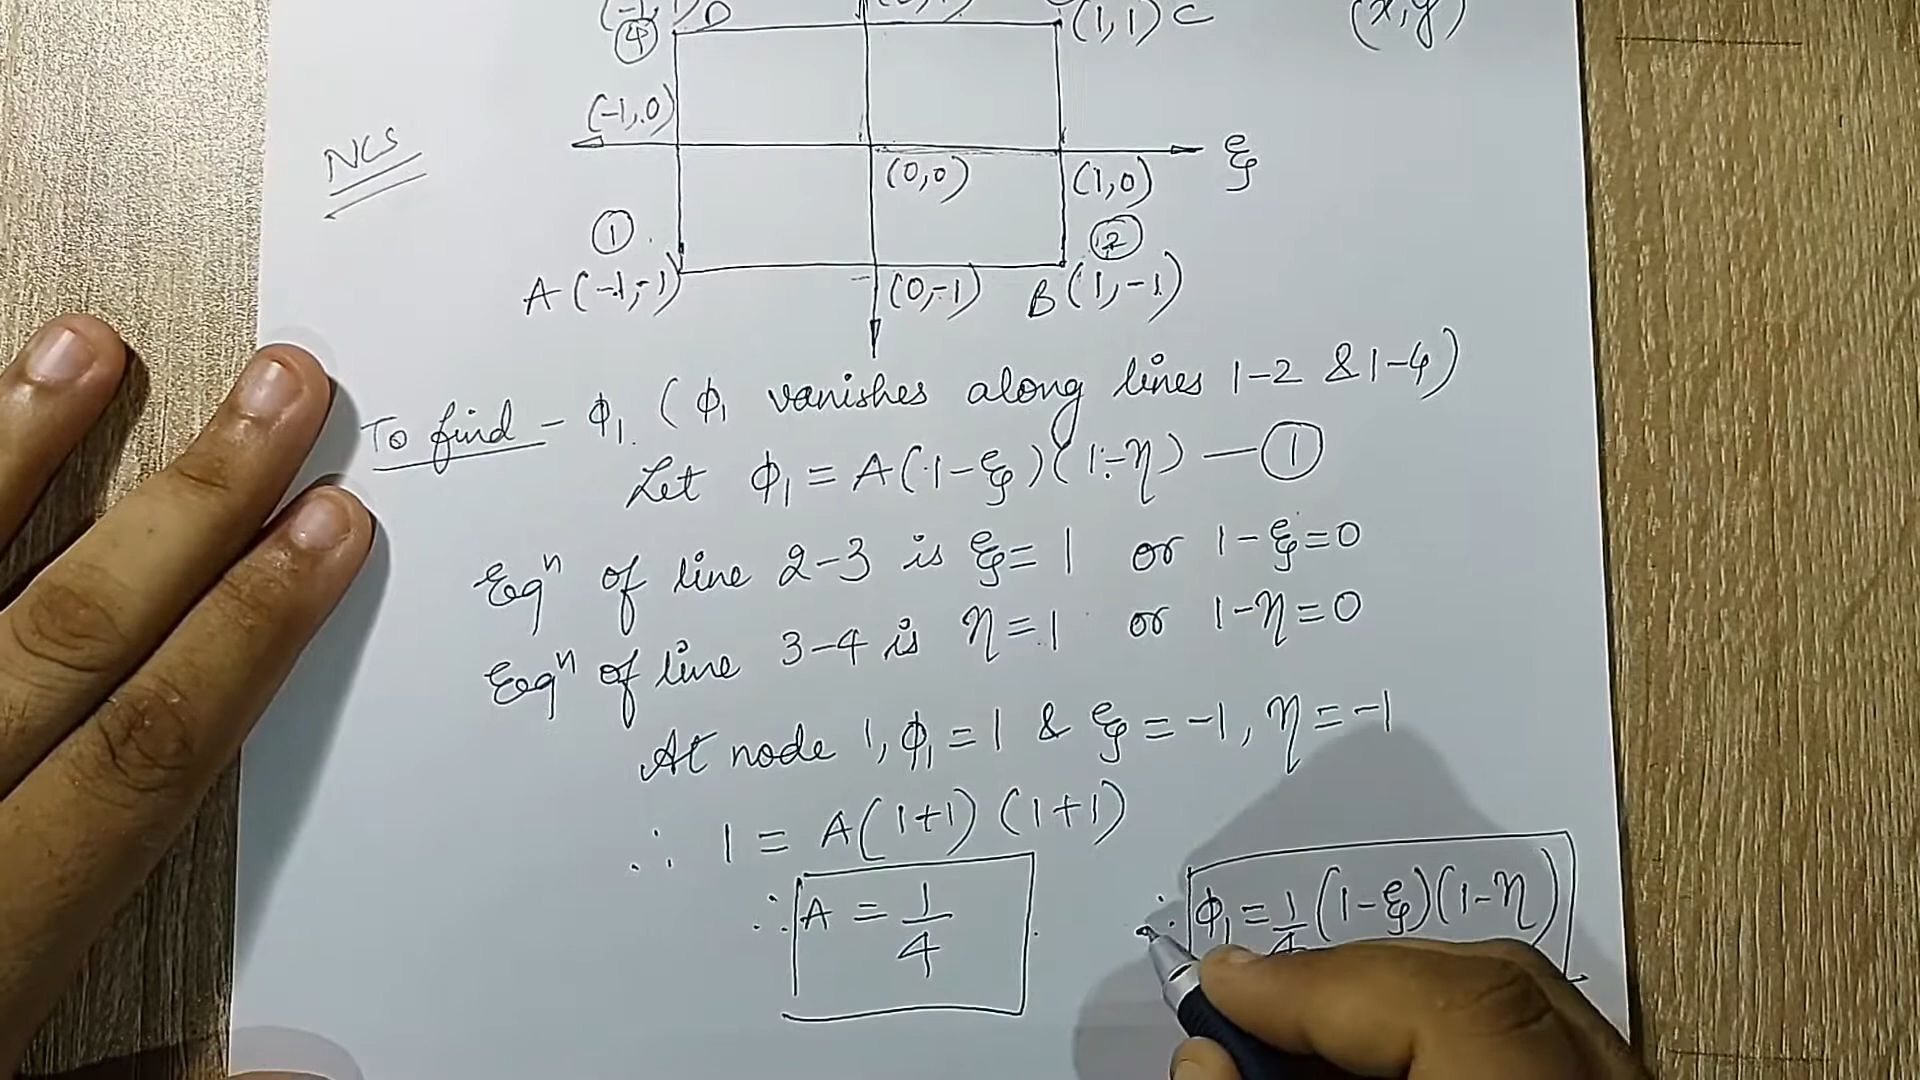 (-1,1) D
(1,1) C
(x,y)
④
(-1,0)
NCS
ξ
(0,0)
(1,0)
①
②
A (-1,-1)
(0,-1)
B (1,-1)
To find - ϕ₁ (ϕ₁ vanishes along lines 1-2 & 1-4)
Let ϕ₁ = A(1-ξ)(1-η) — ①
Eqⁿ of line 2-3 is ξ=1 or 1-ξ=0
Eqⁿ of line 3-4 is η=1 or 1-η=0
At node 1, ϕ₁=1 & ξ=-1, η=-1
∴ 1 = A(1+1)(1+1)
∴ A = 1/4
∴ ϕ₁ = 1/4 (1-ξ)(1-η)